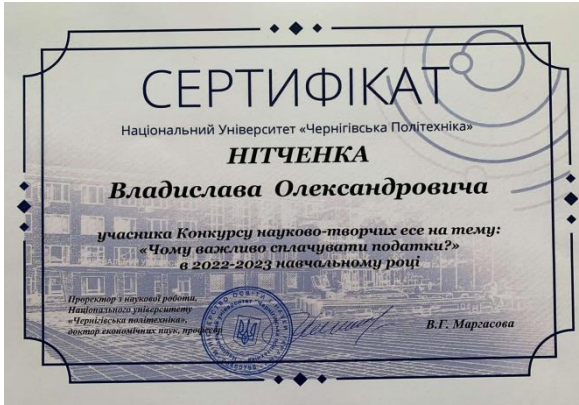 СЕРТИФІКАТ
Національний Університет «Чернігівська Політехніка»
НІТЧЕНКА
Владислава Олександровича
учасника Конкурсу науково-творчих есе на тему:
«Чому важливо сплачувати податки?»
в 2022-2023 навчальному році
Проректор з наукової роботи,
Національного університету
«Чернігівська політехніка»,
доктор економічних наук, професор
В.Г. Маргасова